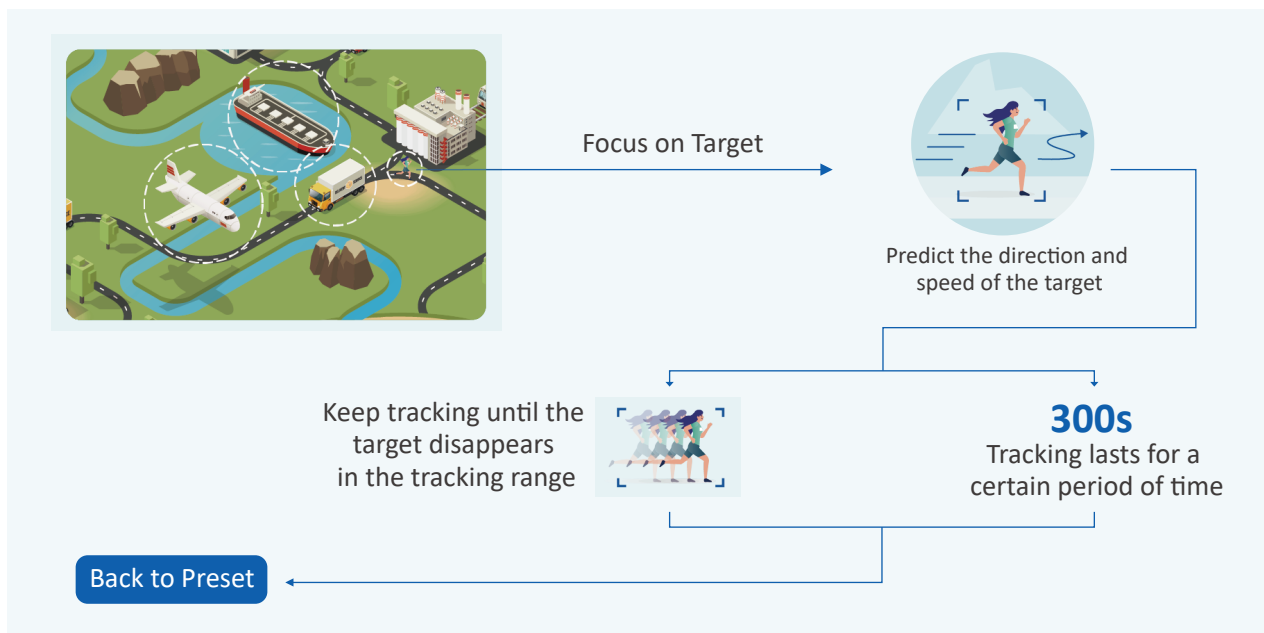 Focus on Target
Predict the direction and
speed of the target
Keep tracking until the
target disappears
in the tracking range
300s
Tracking lasts for a
certain period of time
Back to Preset